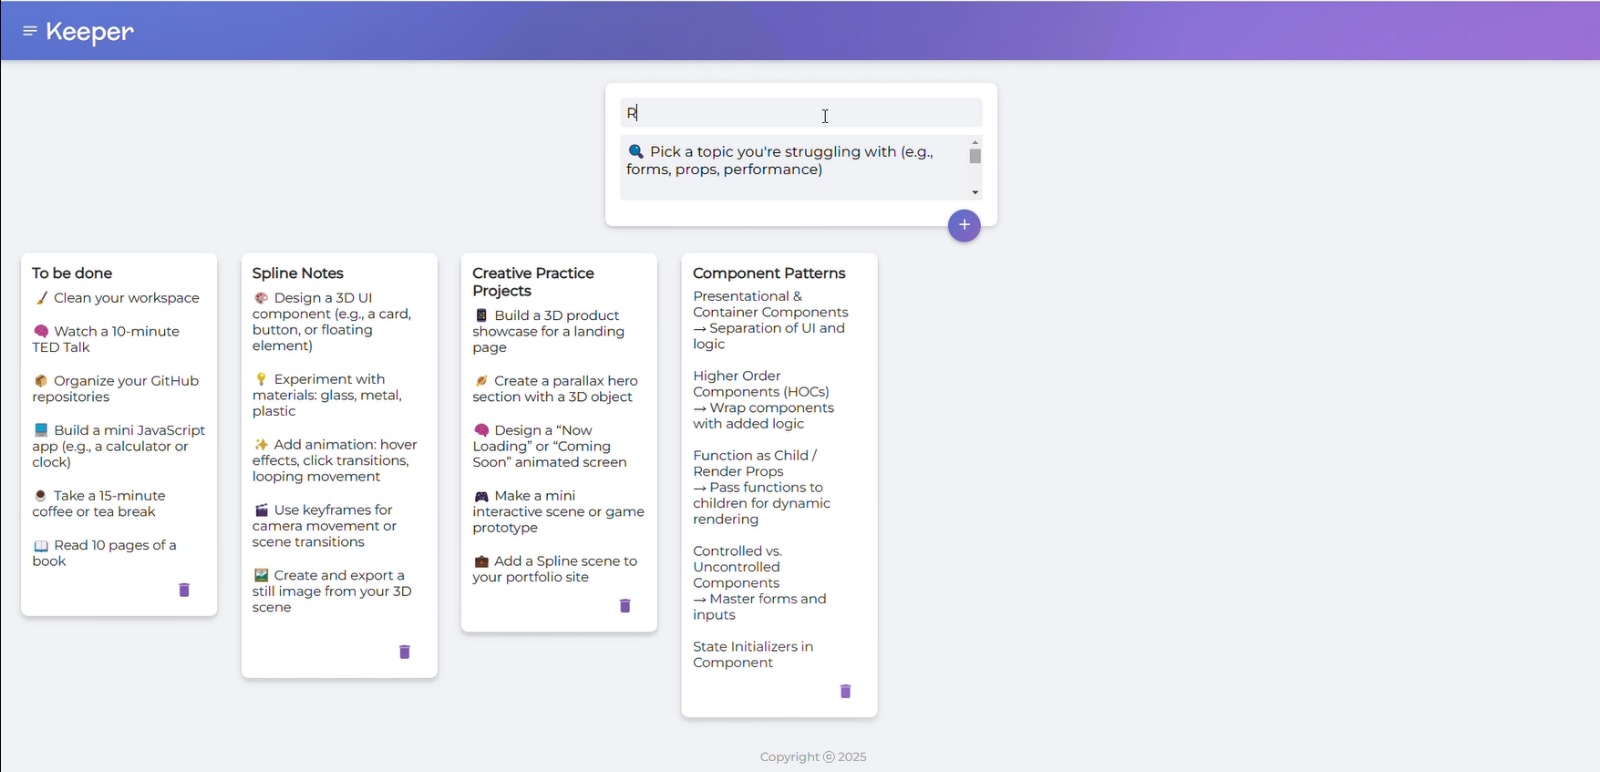 Keeper
R
🔍 Pick a topic you're struggling with (e.g.,
forms, props, performance)
+
To be done
🧹 Clean your workspace
🧠 Watch a 10-minute
TED Talk
📦 Organize your GitHub
repositories
💻 Build a mini JavaScript
app (e.g., a calculator or
clock)
☕ Take a 15-minute
coffee or tea break
📖 Read 10 pages of a
book
Spline Notes
🎨 Design a 3D UI
component (e.g., a card,
button, or floating
element)
💡 Experiment with
materials: glass, metal,
plastic
✨ Add animation: hover
effects, click transitions,
looping movement
🎬 Use keyframes for
camera movement or
scene transitions
🖼️ Create and export a
still image from your 3D
scene
Creative Practice
Projects
📱 Build a 3D product
showcase for a landing
page
🪐 Create a parallax hero
section with a 3D object
🧠 Design a “Now
Loading” or “Coming
Soon” animated screen
🎮 Make a mini
interactive scene or game
prototype
💼 Add a Spline scene to
your portfolio site
Component Patterns
Presentational &
Container Components
→ Separation of UI and
logic
Higher Order
Components (HOCs)
→ Wrap components
with added logic
Function as Child /
Render Props
→ Pass functions to
children for dynamic
rendering
Controlled vs.
Uncontrolled
Components
→ Master forms and
inputs
State Initializers in
Component
Copyright ⓒ 2025